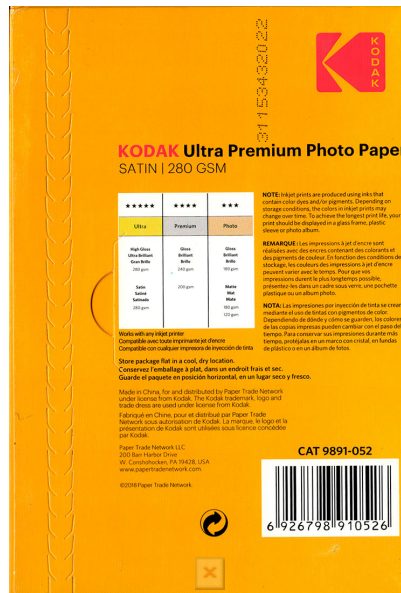 31153432022
KODAK
KODAK Ultra Premium Photo Pape
SATIN | 280 GSM
★★★★★ ★★★★ ★★★
Ultra Premium Photo
High Gloss Gloss Gloss
Ultra Brillant Brillant Brillant
Gran Brillo Brillo Brillo
280 gsm 240 gsm 180 gsm
Satin 200 gsm Matte
Satiné Mat
Satinado Mate
180 gsm
120 gsm
Works with any inkjet printer
Compatible avec toute imprimante jet d'encre
Compatible con cualquier impresora de inyección de tinta
NOTE: Inkjet prints are produced using inks that
contain color dyes and/or pigments. Depending on
storage conditions, the colors in inkjet prints may
change over time. To achieve the longest print life, your
print should be displayed in a glass frame, plastic
sleeve or photo album.
REMARQUE: Les impressions à jet d'encre sont
réalisées avec des encres contenant des colorants et
des pigments de couleur. En fonction des conditions de
stockage, les couleurs des impressions à jet d'encre
peuvent varier avec le temps. Pour que vos
impressions durent le plus longtemps possible,
présentez-les dans un cadre sous verre, une pochette
plastique ou un album photo.
NOTA: Las impresiones por inyección de tinta se crear
mediante el uso de tintas con pigmentos de color.
Dependiendo de dónde y cómo se guarden, los colores
de las copias impresas pueden cambiar con el paso del
tiempo. Para conservar sus impresiones durante más
tiempo, protéjalas en un marco con cristal, en fundas
de plástico o en un álbum de fotos.
Store package flat in a cool, dry location.
Conservez l'emballage à plat, dans un endroit frais et sec.
Guarde el paquete en posición horizontal, en un lugar seco y fresco.
Made in China, for and distributed by Paper Trade Network
under license from Kodak. The Kodak trademark, logo and
trade dress are used under license from Kodak.
Fabriqué en Chine, pour et distribué par Paper Trade
Network sous autorisation de Kodak. La marque, le logo et la
présentation de Kodak sont utilisées sous licence concédée
par Kodak.
Paper Trade Network LLC
200 Barr Harbor Drive
W. Conshohocken, PA 19428, USA
www.papertradenetwork.com
©2018 Paper Trade Network.
CAT 9891-052
6 926798 910526